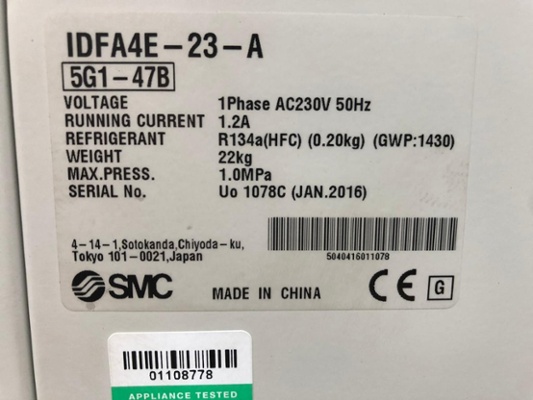 IDFA4E-23-A
5G1-47B
VOLTAGE 1Phase AC230V 50Hz
RUNNING CURRENT 1.2A
REFRIGERANT R134a(HFC) (0.20kg) (GWP:1430)
WEIGHT 22kg
MAX.PRESS. 1.0MPa
SERIAL No. Uo 1078C (JAN.2016)
4-14-1,Sotokanda,Chiyoda-ku,
Tokyo 101-0021,Japan
5040416011078
SMC MADE IN CHINA CE G
01108778
APPLIANCE TESTED